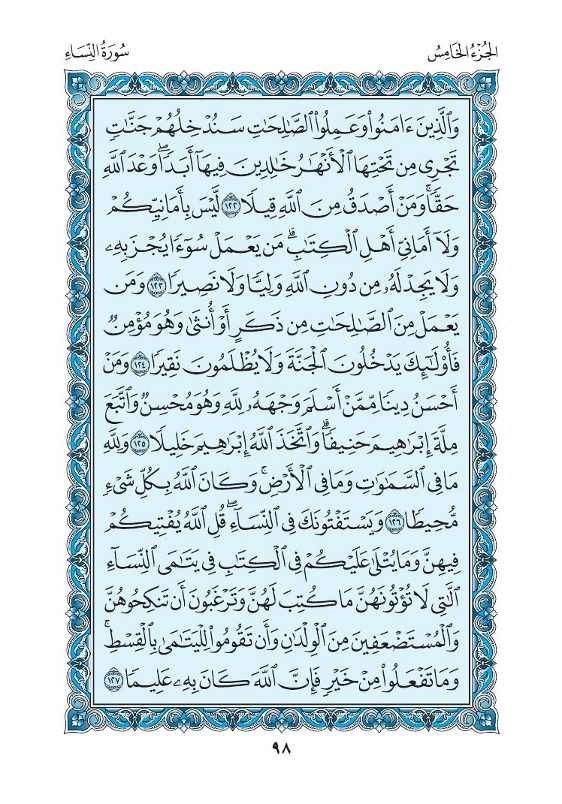 الجُزْءُ الخَامِسُ
سُورَةُ النِّسَاءِ
وَٱلَّذِينَ ءَامَنُوا۟ وَعَمِلُوا۟ ٱلصَّـٰلِحَـٰتِ سَنُدْخِلُهُمْ جَنَّـٰتٍ
تَجْرِى مِن تَحْتِهَا ٱلْأَنْهَـٰرُ خَـٰلِدِينَ فِيهَآ أَبَدًا ۖ وَعْدَ ٱللَّهِ
حَقًّا ۚ وَمَنْ أَصْدَقُ مِنَ ٱللَّهِ قِيلًا ١٢٢ لَّيْسَ بِأَمَانِيِّكُمْ
وَلَآ أَمَانِىِّ أَهْلِ ٱلْكِتَـٰبِ ۗ مَن يَعْمَلْ سُوٓءًا يُجْزَ بِهِۦ
وَلَا يَجِدْ لَهُۥ مِن دُونِ ٱللَّهِ وَلِيًّا وَلَا نَصِيرًا ١٢٣ وَمَن
يَعْمَلْ مِنَ ٱلصَّـٰلِحَـٰتِ مِن ذَكَرٍ أَوْ أُنثَىٰ وَهُوَ مُؤْمِنٌ
فَأُو۟لَـٰٓئِكَ يَدْخُلُونَ ٱلْجَنَّةَ وَلَا يُظْلَمُونَ نَقِيرًا ١٢٤ وَمَنْ
أَحْسَنُ دِينًا مِّمَّنْ أَسْلَمَ وَجْهَهُۥ لِلَّهِ وَهُوَ مُحْسِنٌ وَٱتَّبَعَ
مِلَّةَ إِبْرَٰهِيمَ حَنِيفًا ۗ وَٱتَّخَذَ ٱللَّهُ إِبْرَٰهِيمَ خَلِيلًا ١٢٥ وَلِلَّهِ
مَا فِى ٱلسَّمَـٰوَٰتِ وَمَا فِى ٱلْأَرْضِ ۚ وَكَانَ ٱللَّهُ بِكُلِّ شَىْءٍ
مُّحِيطًا ١٢٦ وَيَسْتَفْتُونَكَ فِى ٱلنِّسَآءِ ۖ قُلِ ٱللَّهُ يُفْتِيكُمْ
فِيهِنَّ وَمَا يُتْلَىٰ عَلَيْكُمْ فِى ٱلْكِتَـٰبِ فِى يَتَـٰمَى ٱلنِّسَآءِ
ٱلَّـٰتِى لَا تُؤْتُونَهُنَّ مَا كُتِبَ لَهُنَّ وَتَرْغَبُونَ أَن تَنكِحُوهُنَّ
وَٱلْمُسْتَضْعَفِينَ مِنَ ٱلْوِلْدَٰنِ وَأَن تَقُومُوا۟ لِلْيَتَـٰمَىٰ بِٱلْقِسْطِ ۚ
وَمَا تَفْعَلُوا۟ مِنْ خَيْرٍ فَإِنَّ ٱللَّهَ كَانَ بِهِۦ عَلِيمًا ١٢٧
٩٨